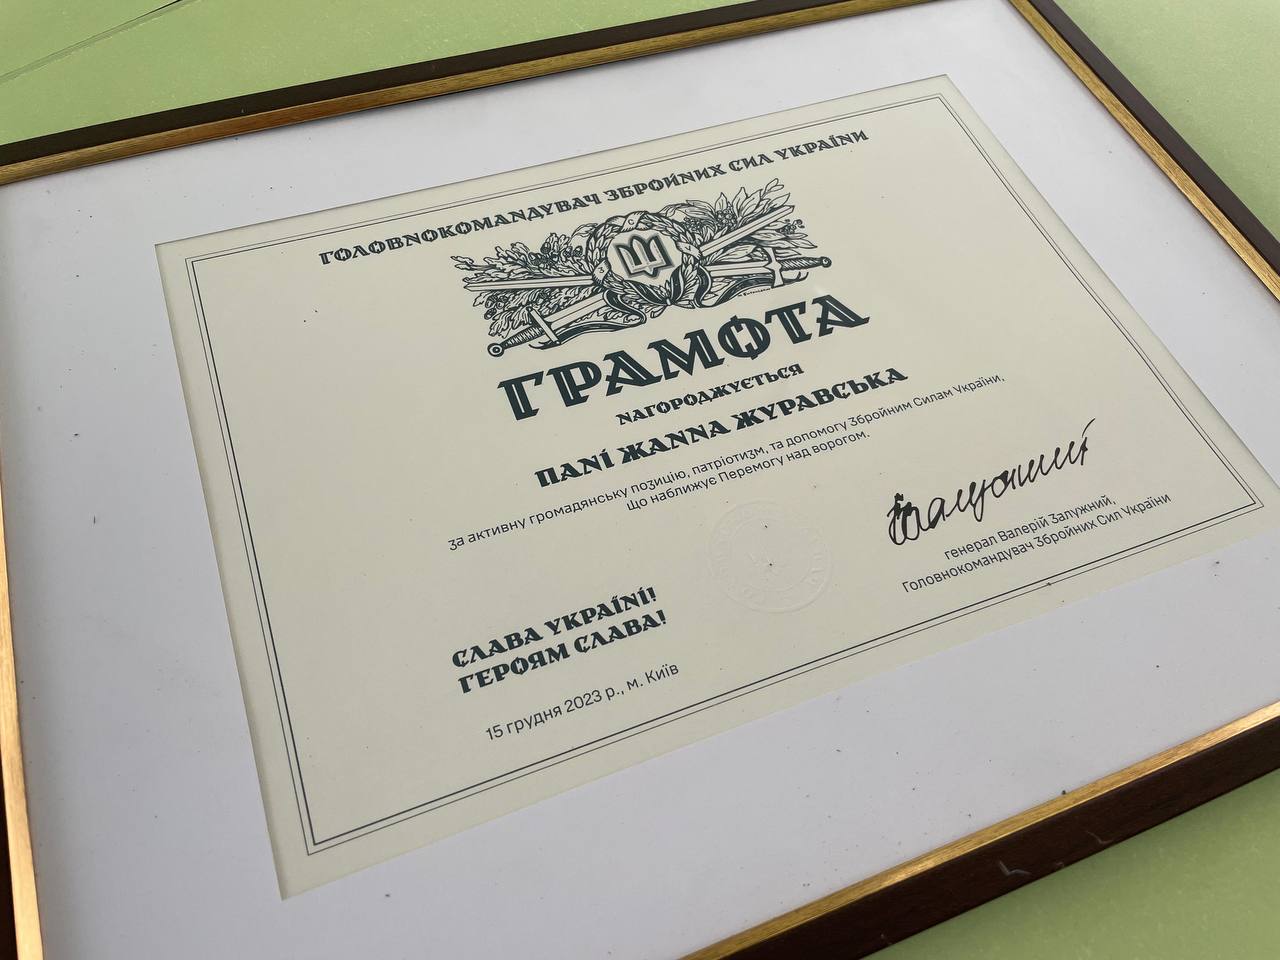 ГОЛОВНОКОМАНДУВАЧ ЗБРОЙНИХ СИЛ УКРАЇНИ
ГРАМОТА
НАГОРОДЖУЄТЬСЯ
ПАНІ ЖАННА ЖУРАВСЬКА
За активну громадянську позицію, патріотизм, та допомогу Збройним Силам України,
Що наближує Перемогу над ворогом.
Залужний
генерал Валерій Залужний,
Головнокомандувач Збройних Сил України
СЛАВА УКРАЇНІ!
ГЕРОЯМ СЛАВА!
15 грудня 2023 р., м. Київ